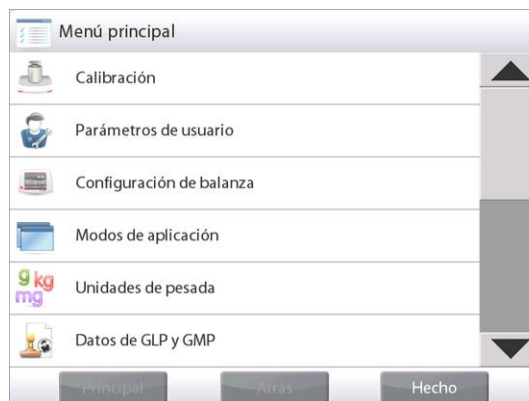 Menú principal
Calibración
Parámetros de usuario
Configuración de balanza
Modos de aplicación
g kg
mg
Unidades de pesada
Datos de GLP y GMP
Principal Atrás Hecho